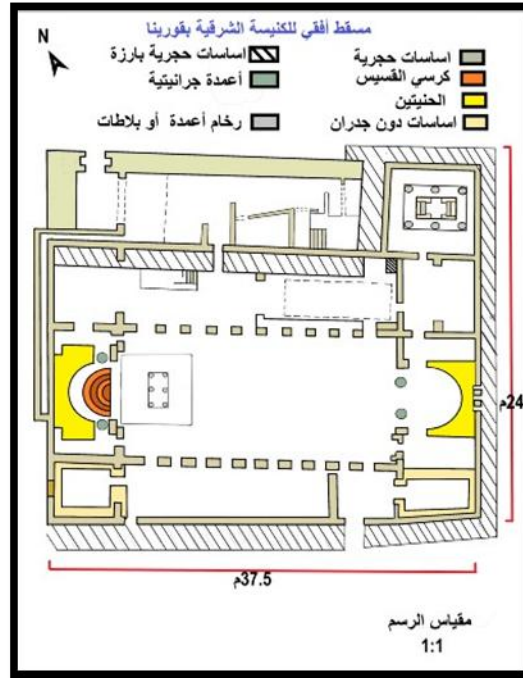 مسقط أفقي للكنيسة الشرقية بقورينا
N
اساسات حجرية
اساسات حجرية بارزة
كرسي القسيس
أعمدة جرانيتية
الحنيتين
اساسات دون جدران
رخام أعمدة أو بلاطات
24م
37.5م
مقياس الرسم
1:1